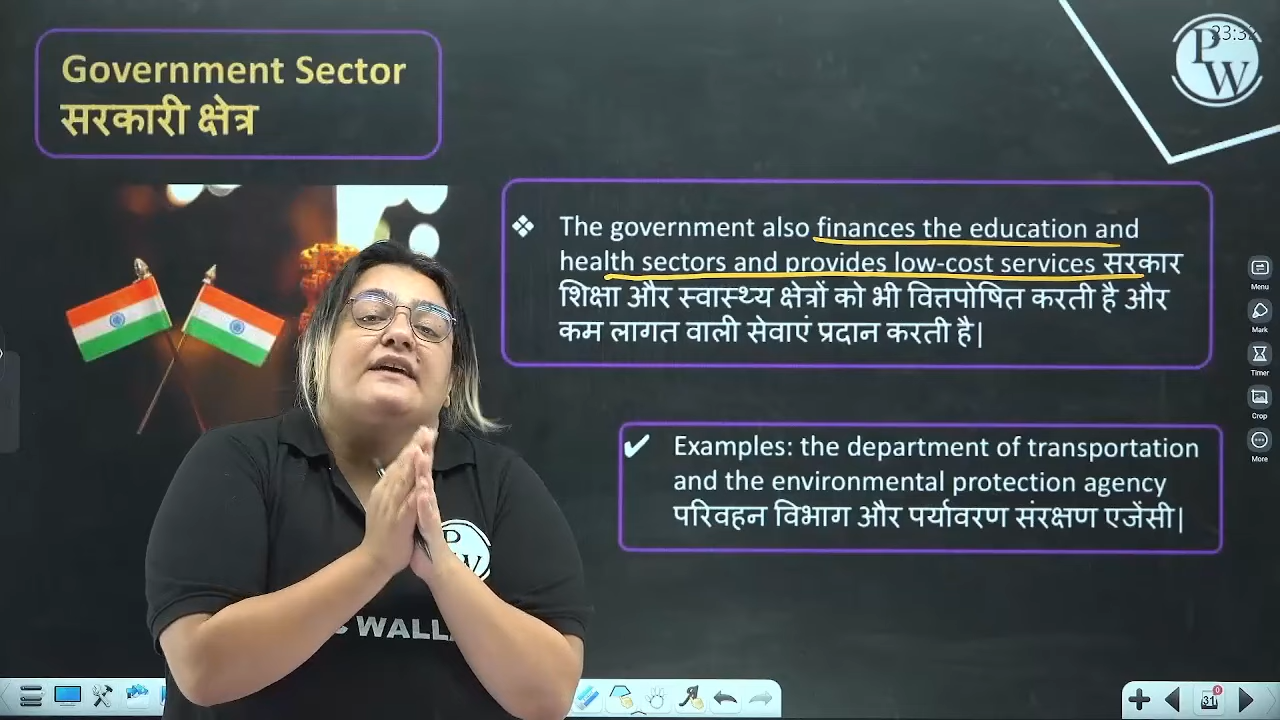 Government Sector
सरकारी क्षेत्र
PW
The government also finances the education and
health sectors and provides low-cost services सरकार
शिक्षा और स्वास्थ्य क्षेत्रों को भी वित्तपोषित करती है और
कम लागत वाली सेवाएं प्रदान करती है|
Menu
Mark
Timer
Crop
More
Examples: the department of transportation
and the environmental protection agency
परिवहन विभाग और पर्यावरण संरक्षण एजेंसी|
WALL
31
0